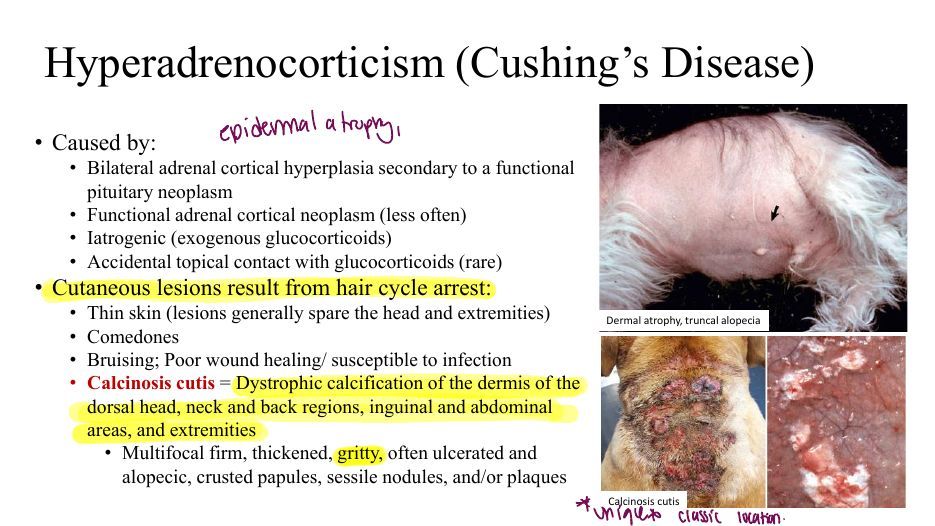 Hyperadrenocorticism (Cushing’s Disease)
epidermal atrophy,
• Caused by:
• Bilateral adrenal cortical hyperplasia secondary to a functional
pituitary neoplasm
• Functional adrenal cortical neoplasm (less often)
• Iatrogenic (exogenous glucocorticoids)
• Accidental topical contact with glucocorticoids (rare)
• Cutaneous lesions result from hair cycle arrest:
• Thin skin (lesions generally spare the head and extremities)
• Comedones
• Bruising; Poor wound healing/ susceptible to infection
• Calcinosis cutis = Dystrophic calcification of the dermis of the
dorsal head, neck and back regions, inguinal and abdominal
areas, and extremities
• Multifocal firm, thickened, gritty, often ulcerated and
alopecic, crusted papules, sessile nodules, and/or plaques
Dermal atrophy, truncal alopecia
Calcinosis cutis
* classic location.